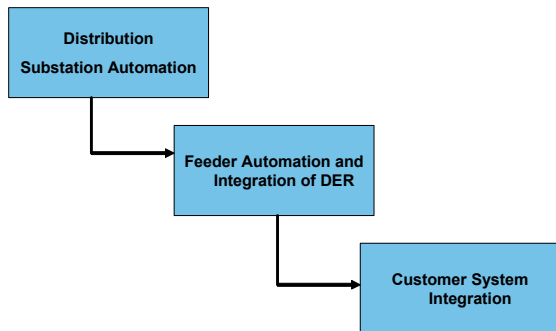 Distribution
Substation Automation
Feeder Automation and
Integration of DER
Customer System
Integration